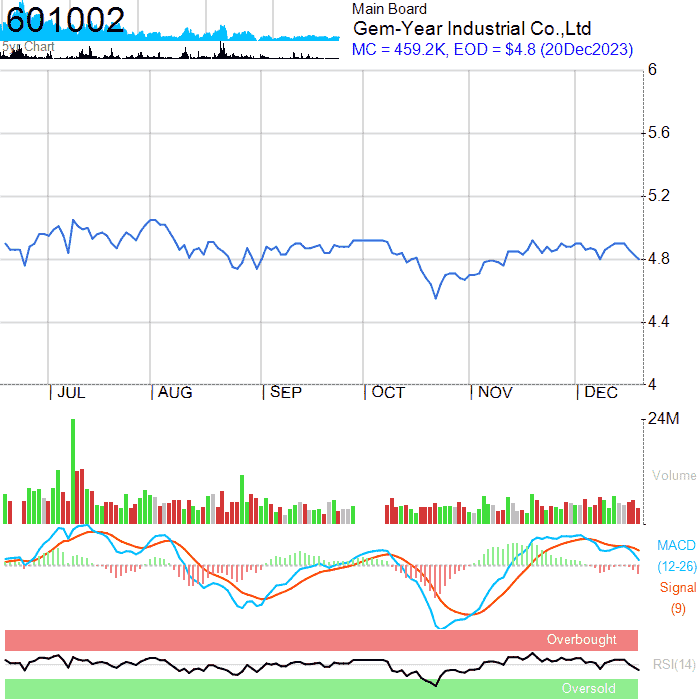 601002
5yr Chart
Main Board
Gem-Year Industrial Co.,Ltd
MC = 459.2K, EOD = $4.8 (20Dec2023)
6
5.6
5.2
4.8
4.4
4
JUL AUG SEP OCT NOV DEC
24M
Volume
MACD
(12-26)
Signal
(9)
Overbought
RSI(14)
Oversold